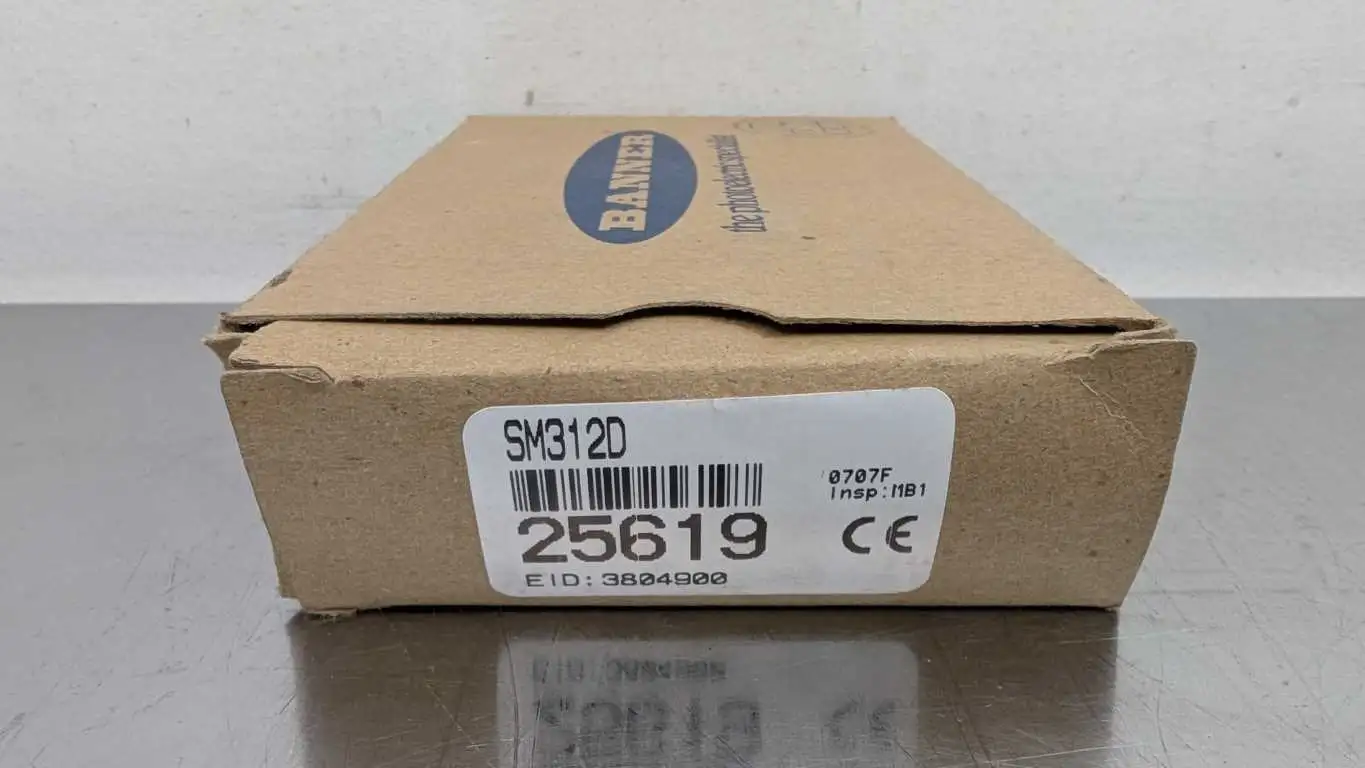 BANNER
the photoelectric specialist
SM312D
0707F
Insp:MB1
25619
CE
EID:3804900